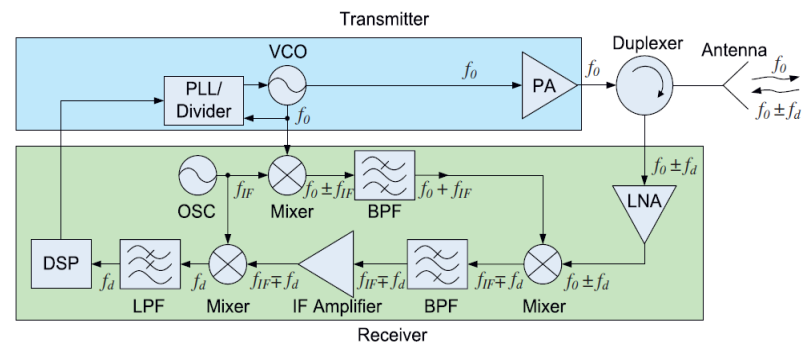 Transmitter
VCO
Duplexer
Antenna
PLL/
Divider
f0
PA
f0
f0
f0
f0 ± fd
f0 ± fd
OSC
fIF
Mixer
f0 ± fIF
BPF
f0 + fIF
LNA
DSP
fd
LPF
fd
Mixer
fIF ∓ fd
IF Amplifier
fIF ∓ fd
BPF
fIF ∓ fd
Mixer
f0 ± fd
Receiver